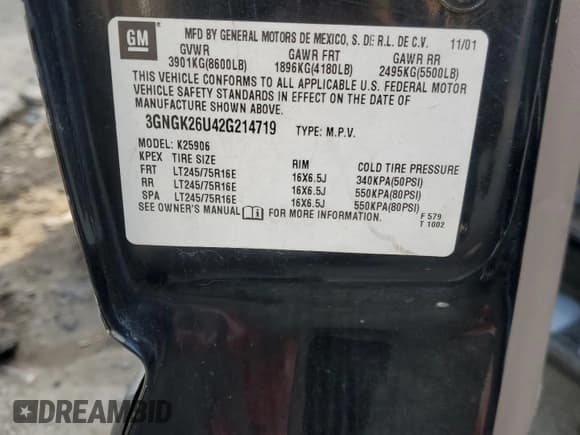 GM
MFD BY GENERAL MOTORS DE MEXICO, S. DE R.L. DE C.V. 11/01
GVWR GAWR FRT GAWR RR
3901KG(8600LB) 1896KG(4180LB) 2495KG(5500LB)
THIS VEHICLE CONFORMS TO ALL APPLICABLE U.S. FEDERAL MOTOR
VEHICLE SAFETY STANDARDS IN EFFECT ON THE DATE OF
MANUFACTURE SHOWN ABOVE.
3GNGK26U42G214719 TYPE: M.P.V.
MODEL: K25906
KPEX TIRE SIZE RIM COLD TIRE PRESSURE
FRT LT245/75R16E 16X6.5J 340KPA(50PSI)
RR LT245/75R16E 16X6.5J 550KPA(80PSI)
SPA LT245/75R16E 16X6.5J 550KPA(80PSI)
SEE OWNER'S MANUAL FOR MORE INFORMATION.
F 579
T 1002
DREAMBID